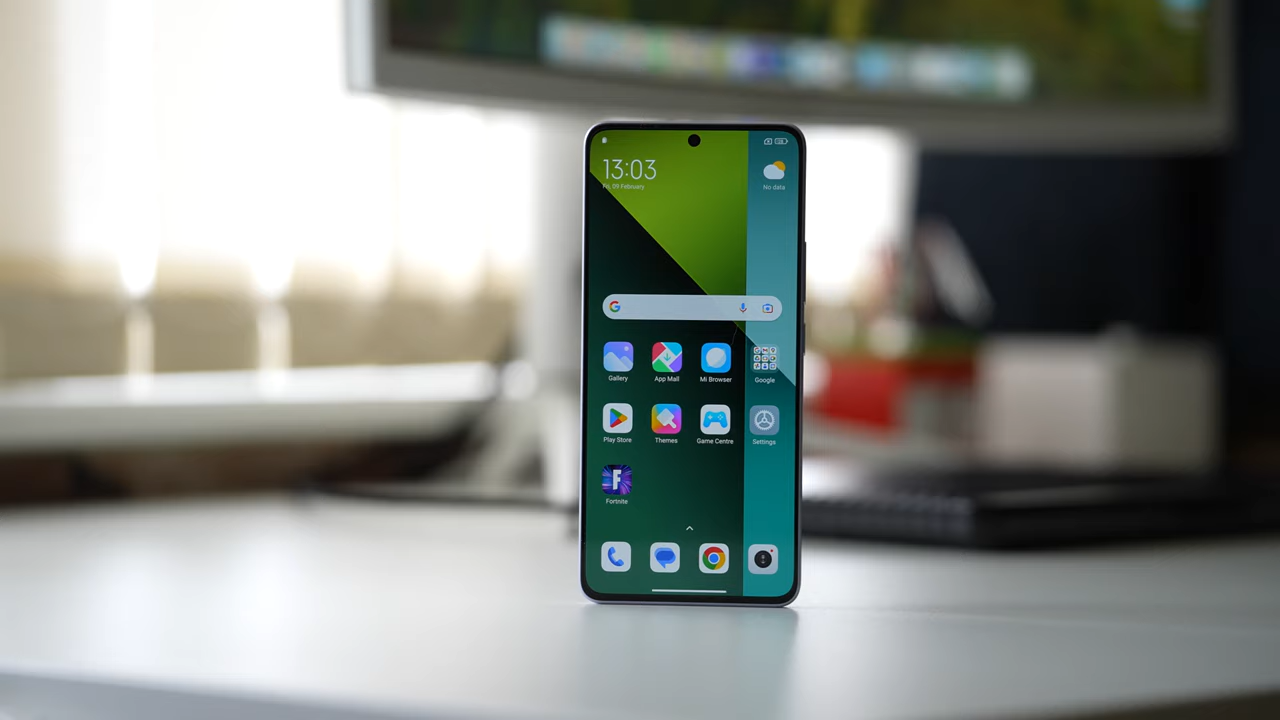 13:03
Fri, 09 February
No data
Gallery
App Mall
Mi Browser
Google
Play Store
Themes
Game Centre
Settings
F
Fortnite